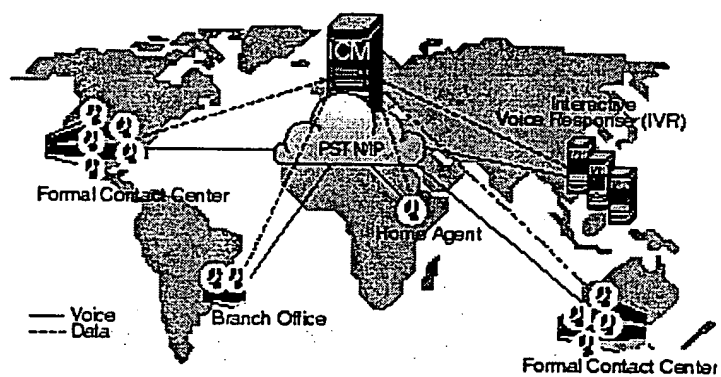 ICM
Interactive
Voice Response (IVR)
PSTN/IP
Formal Contact Center
Home Agent
Branch Office
Voice
Data
Formal Contact Center